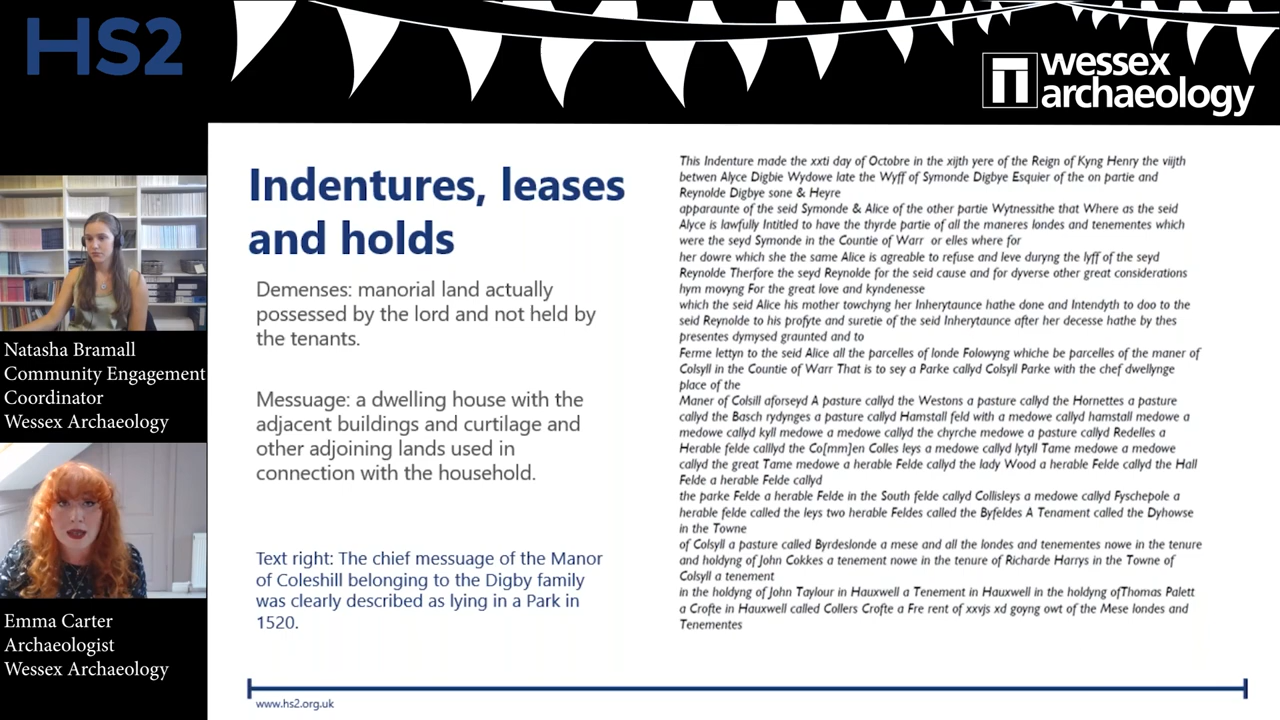 HS2
wessex
archaeology
Indentures, leases
and holds
Demenses: manorial land actually
possessed by the lord and not held by
the tenants.
Messuage: a dwelling house with the
adjacent buildings and curtilage and
other adjoining lands used in
connection with the household.
Text right: The chief messuage of the Manor
of Coleshill belonging to the Digby family
was clearly described as lying in a Park in
1520.
This Indenture made the xxti day of Octobre in the xijth yere of the Reign of Kyng Henry the viijth
betwen Alyce Digbie Wydowe late the Wyff of Symonde Digbye Esquier of the on partie and
Reynolde Digbye sone & Heyre
apparaunte of the seid Symonde & Alice of the other partie Wytnessithe that Where as the seid
Alyce is lawfully Intitled to have the thyrde partie of all the maneres londes and tenementes which
were the seyd Symonde in the Countie of Warr or elles where for
her dowre which she the same Alice is agreable to refuse and leve duryng the lyff of the seyd
Reynolde Therfore the seyd Reynolde for the seid cause and for dyverse other great considerations
hym movyng For the great love and kyndenesse
which the seid Alice his mother towchyng her Inherytaunce hathe done and Intendyth to doo to the
seid Reynolde to his profyte and suretie of the seid Inherytaunce after her decesse hathe by thes
presentes dymysed graunted and to
Ferme lettyn to the seid Alice all the parcelles of londe Folowyng whiche be parcelles of the maner of
Colsyll in the Countie of Warr That is to sey a Parke callyd Colsyll Parke with the chef dwellynge
place of the
Maner of Colsill aforseyd A pasture callyd the Westons a pasture callyd the Hornettes a pasture
callyd the Basch rydynges a pasture callyd Hamstall feld with a medowe callyd hamstall medowe a
medowe callyd kyll medowe a medowe callyd the chyrche medowe a pasture callyd Redelles a
Herable felde calllyd the Co[mm]en Colles leys a medowe callyd lytyll Tame medowe a medowe
callyd the great Tame medowe a herable Felde callyd the lady Wood a herable Felde callyd the Hall
Felde a herable Felde callyd
the parke Felde a herable Felde in the South felde callyd Collisleys a medowe callyd Fyschepole a
herable felde called the leys two herable Feldes called the Byfeldes A Tenament called the Dyhowse
in the Towne
of Colsyll a pasture called Byrdeslonde a mese and all the londes and tenementes nowe in the tenure
and holdyng of John Cokkes a tenement nowe in the tenure of Richarde Harrys in the Towne of
Colsyll a tenement
in the holdyng of John Taylour in Hauxwell a Tenement in Hauxwell in the holdyng ofThomas Palett
a Crofte in Hauxwell called Collers Crofte a Fre rent of xxvjs xd goyng owt of the Mese londes and
Tenementes
Natasha Bramall
Community Engagement
Coordinator
Wessex Archaeology
Emma Carter
Archaeologist
Wessex Archaeology
www.hs2.org.uk